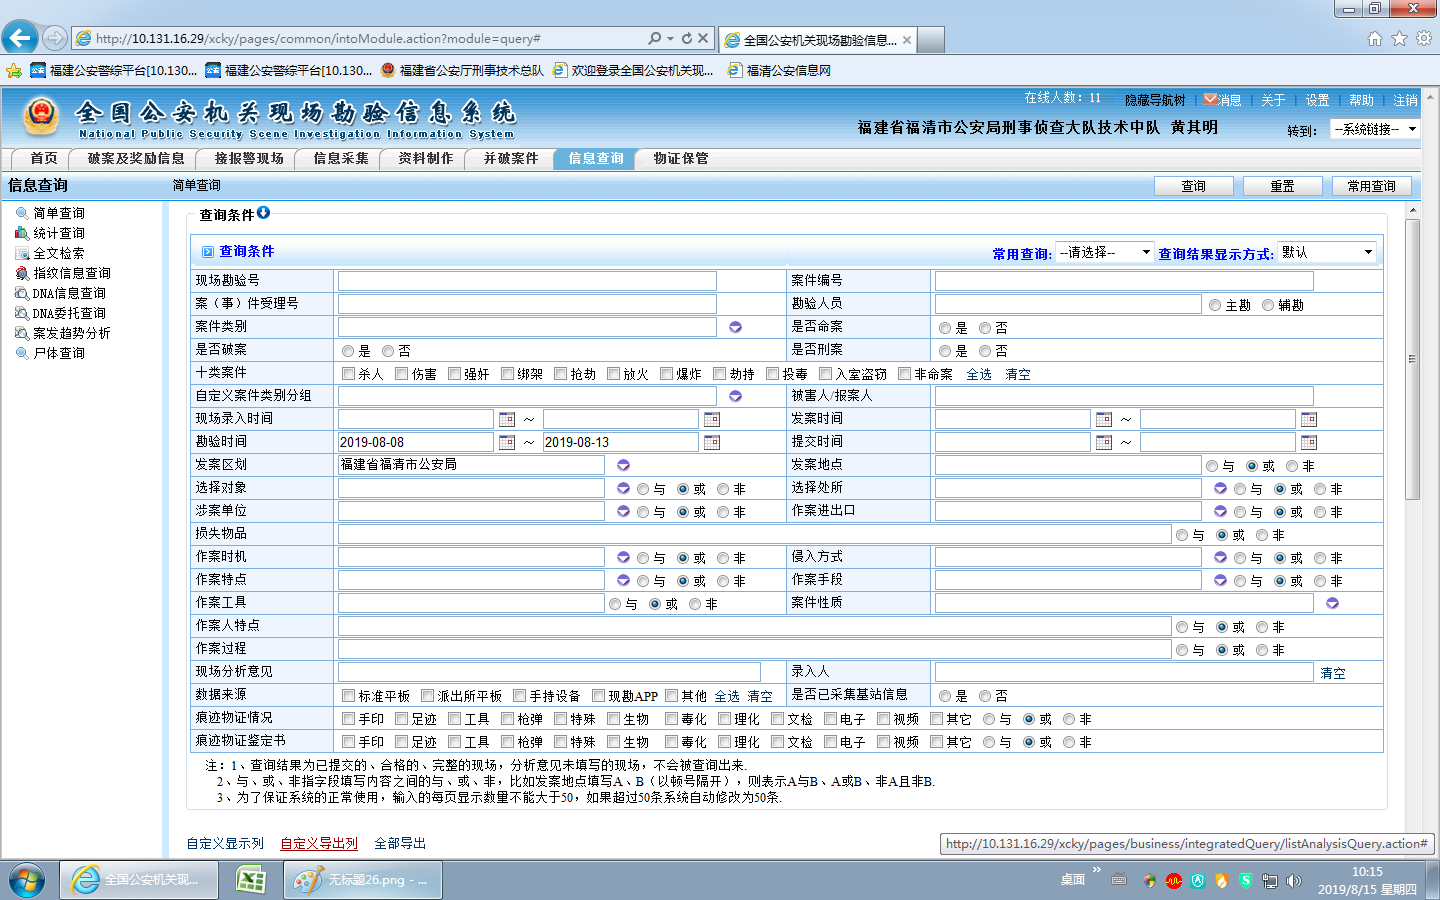 http://10.131.16.29/xcky/pages/common/intoModule.action?module=query#
全国公安机关现场勘验信息...
福建公安警综平台[10.130... 福建公安警综平台[10.130... 福建省公安厅刑事技术总队 欢迎登录全国公安机关现... 福清公安信息网
全国公安机关现场勘验信息系统
National Public Security Scene Investigation Information System
在线人数：11 隐藏导航树 消息 关于 设置 帮助 注销
福建省福清市公安局刑事侦查大队技术中队 黄其明 转到： --系统链接--
首页 破案及奖励信息 接报警现场 信息采集 资料制作 并破案件 信息查询 物证保管
信息查询 简单查询 查询 重置 常用查询
简单查询
统计查询
全文检索
指纹信息查询
DNA信息查询
DNA委托查询
案发趋势分析
尸体查询
查询条件
查询条件 常用查询: --请选择-- 查询结果显示方式: 默认
现场勘验号 案件编号
案（事）件受理号 勘验人员 主勘 辅勘
案件类别 是否命案 是 否
是否破案 是 否 是否刑案 是 否
十类案件 杀人 伤害 强奸 绑架 抢劫 放火 爆炸 劫持 投毒 入室盗窃 非命案 全选 清空
自定义案件类别分组 被害人/报案人
现场录入时间 ～ 发案时间 ～
勘验时间 2019-08-08 ～ 2019-08-13 提交时间 ～
发案区划 福建省福清市公安局 发案地点 与 或 非
选择对象 与 或 非 选择处所 与 或 非
涉案单位 与 或 非 作案进出口 与 或 非
损失物品 与 或 非
作案时机 与 或 非 侵入方式 与 或 非
作案特点 与 或 非 作案手段 与 或 非
作案工具 与 或 非 案件性质
作案人特点 与 或 非
作案过程 与 或 非
现场分析意见 录入人 清空
数据来源 标准平板 派出所平板 手持设备 现勘APP 其他 全选 清空 是否已采集基站信息 是 否
痕迹物证情况 手印 足迹 工具 枪弹 特殊 生物 毒化 理化 文检 电子 视频 其它 与 或 非
痕迹物证鉴定书 手印 足迹 工具 枪弹 特殊 生物 毒化 理化 文检 电子 视频 其它 与 或 非
注：1、查询结果为已提交的、合格的、完整的现场，分析意见未填写的现场，不会被查询出来.
2、与、或、非指字段填写内容之间的与、或、非，比如发案地点填写A、B（以顿号隔开），则表示A与B、A或B、非A且非B.
3、为了保证系统的正常使用，输入的每页显示数量不能大于50，如果超过50条系统自动修改为50条.
自定义显示列 自定义导出列 全部导出
http://10.131.16.29/xcky/pages/business/integratedQuery/listAnalysisQuery.action#
全国公安机关现... 无标题26.png - ... 桌面 10:15
2019/8/15 星期四